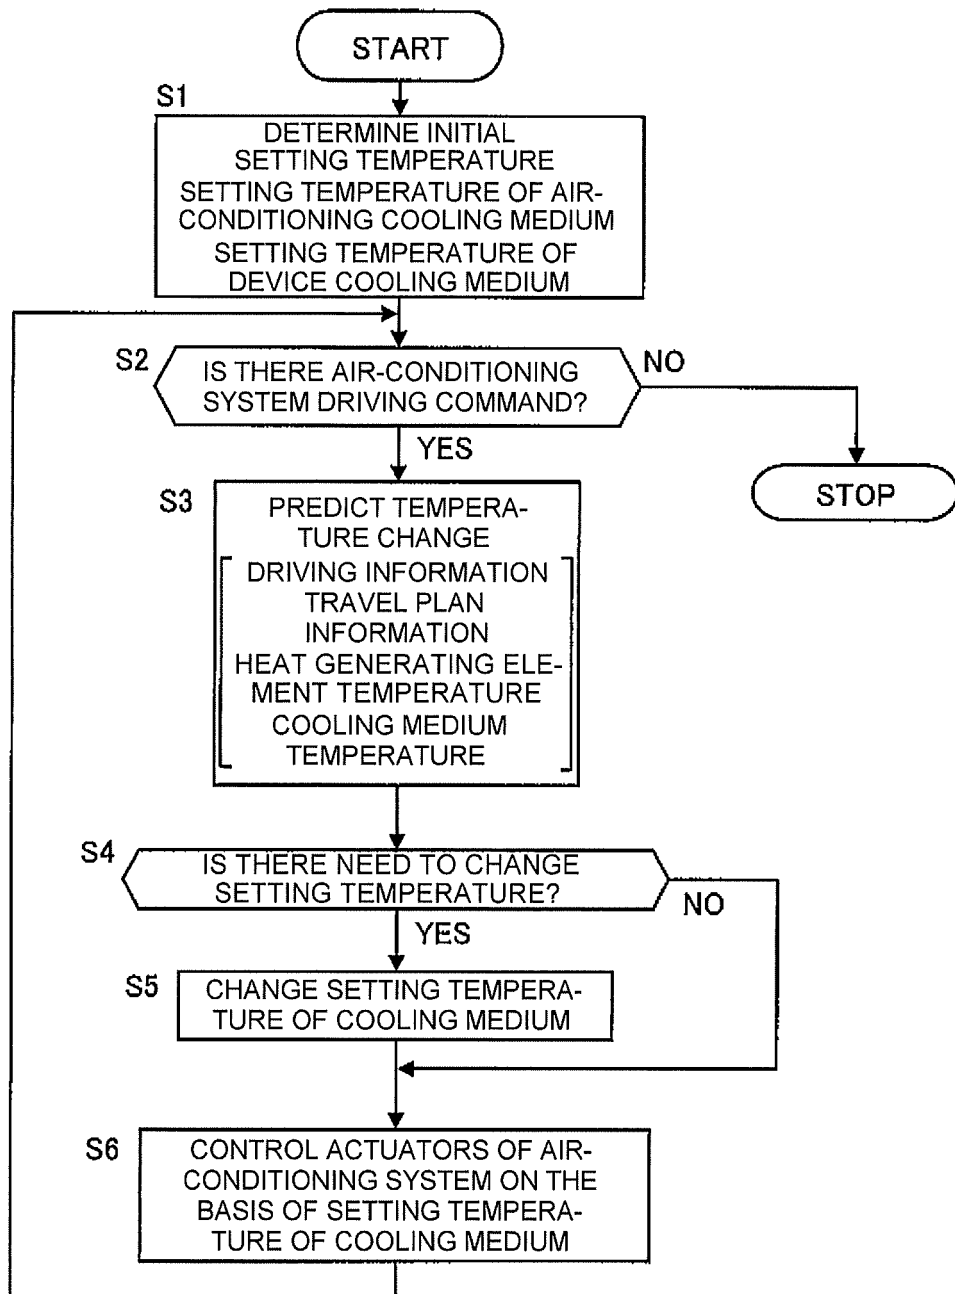 START
S1
DETERMINE INITIAL
SETTING TEMPERATURE
SETTING TEMPERATURE OF AIR-
CONDITIONING COOLING MEDIUM
SETTING TEMPERATURE OF
DEVICE COOLING MEDIUM
S2
IS THERE AIR-CONDITIONING
SYSTEM DRIVING COMMAND?
NO
YES
STOP
S3
PREDICT TEMPERA-
TURE CHANGE
DRIVING INFORMATION
TRAVEL PLAN
INFORMATION
HEAT GENERATING ELE-
MENT TEMPERATURE
COOLING MEDIUM
TEMPERATURE
S4
IS THERE NEED TO CHANGE
SETTING TEMPERATURE?
NO
YES
S5
CHANGE SETTING TEMPERA-
TURE OF COOLING MEDIUM
S6
CONTROL ACTUATORS OF AIR-
CONDITIONING SYSTEM ON THE
BASIS OF SETTING TEMPERA-
TURE OF COOLING MEDIUM